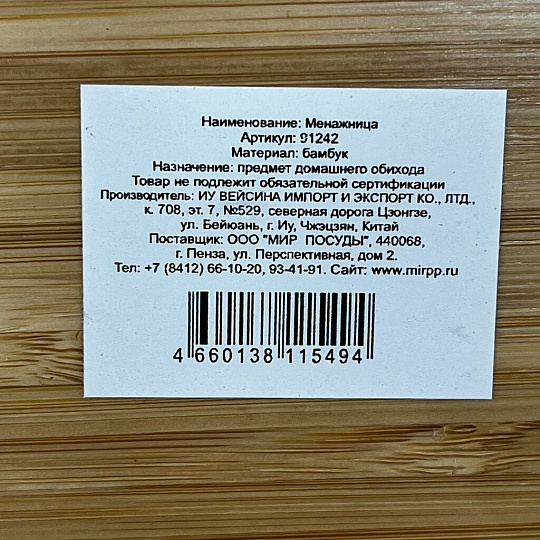 Наименование: Менажница
Артикул: 91242
Материал: бамбук
Назначение: предмет домашнего обихода
Товар не подлежит обязательной сертификации
Производитель: ИУ ВЕЙСИНА ИМПОРТ И ЭКСПОРТ КО., ЛТД.,
к. 708, эт. 7, №529, северная дорога Цзонгзе,
ул. Бейюань, г. Иу, Чжэцзян, Китай
Поставщик: ООО "МИР ПОСУДЫ", 440068,
г. Пенза, ул. Перспективная, дом 2.
Тел: +7 (8412) 66-10-20, 93-41-91. Сайт: www.mirpp.ru
4 660138 115494